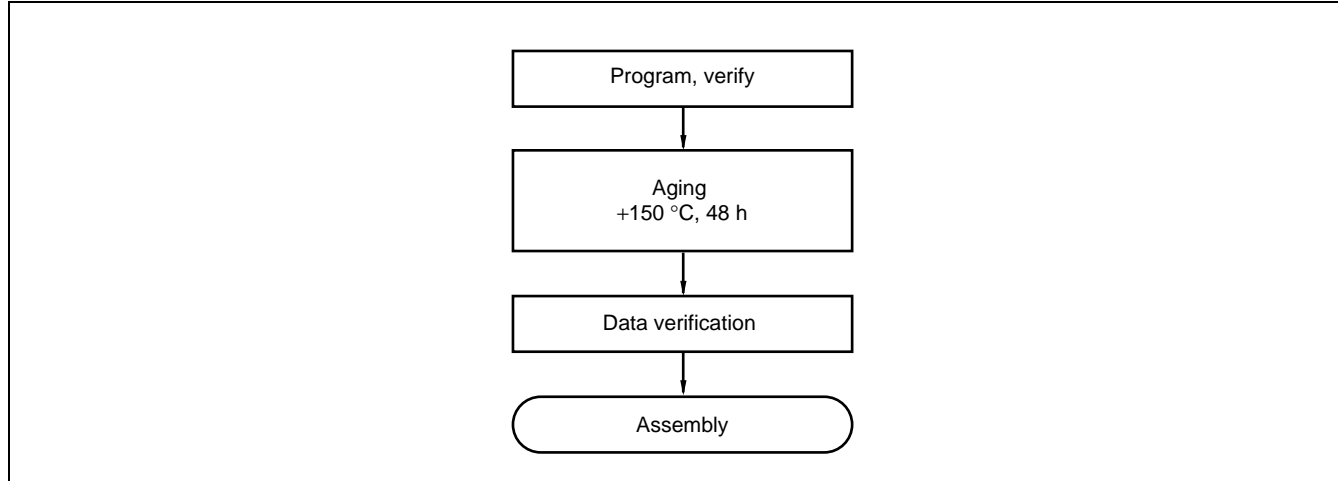 Program, verify
Aging
+150 °C, 48 h
Data verification
Assembly